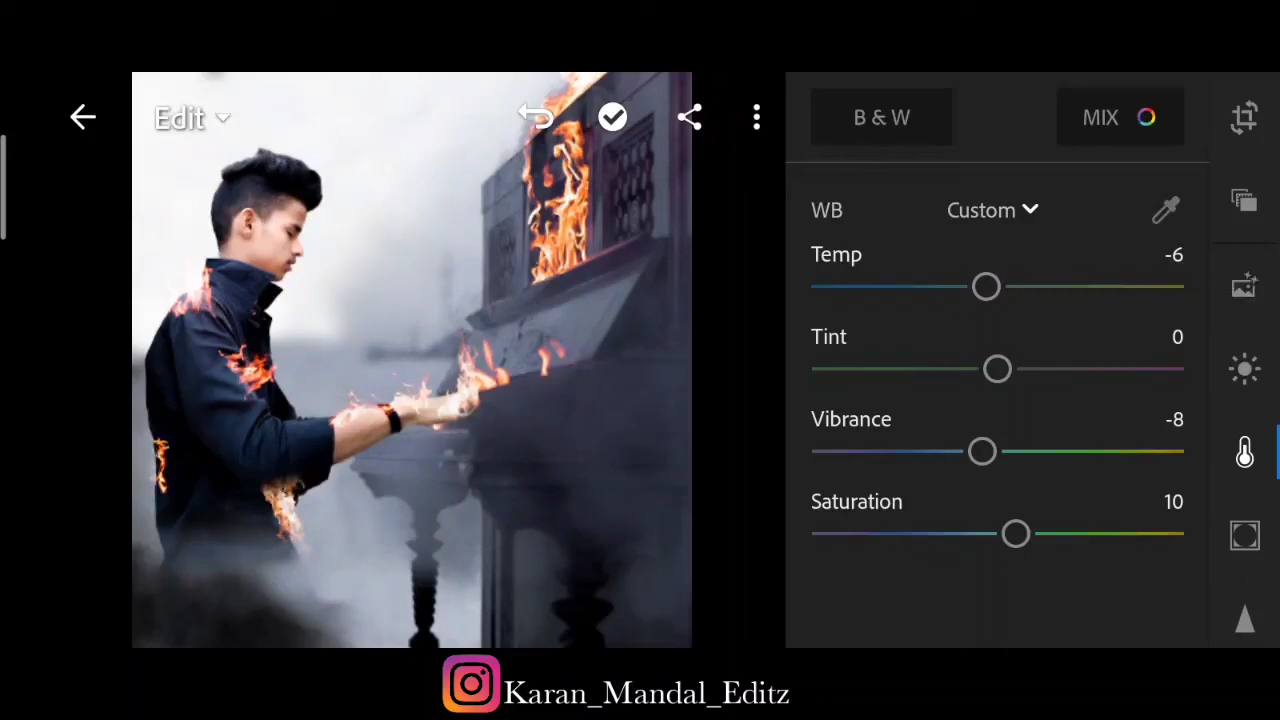 Edit
B & W
MIX
WB
Custom
Temp
-6
Tint
0
Vibrance
-8
Saturation
10
Karan_Mandal_Editz